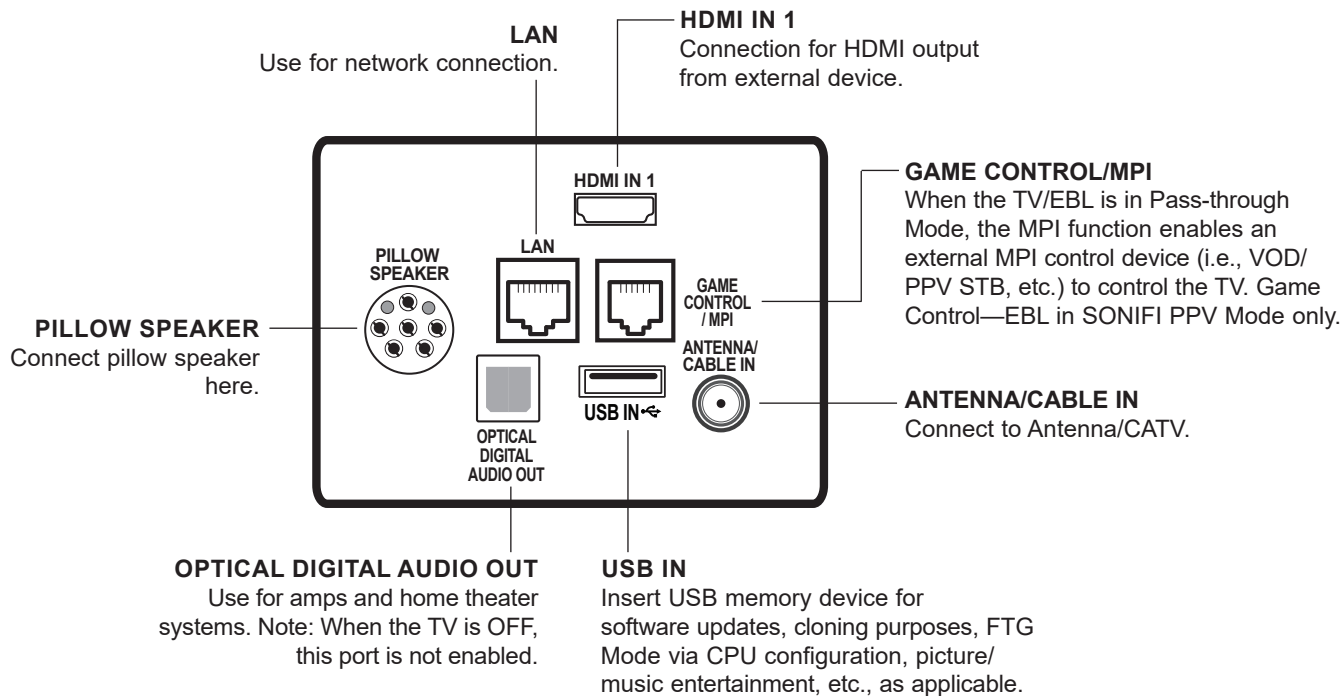 LAN
Use for network connection.
HDMI IN 1
Connection for HDMI output
from external device.
HDMI IN 1
LAN
PILLOW
SPEAKER
GAME
CONTROL
/ MPI
ANTENNA/
CABLE IN
USB IN
OPTICAL
DIGITAL
AUDIO OUT
GAME CONTROL/MPI
When the TV/EBL is in Pass-through
Mode, the MPI function enables an
external MPI control device (i.e., VOD/
PPV STB, etc.) to control the TV. Game
Control—EBL in SONIFI PPV Mode only.
PILLOW SPEAKER
Connect pillow speaker
here.
ANTENNA/CABLE IN
Connect to Antenna/CATV.
OPTICAL DIGITAL AUDIO OUT
Use for amps and home theater
systems. Note: When the TV is OFF,
this port is not enabled.
USB IN
Insert USB memory device for
software updates, cloning purposes, FTG
Mode via CPU configuration, picture/
music entertainment, etc., as applicable.